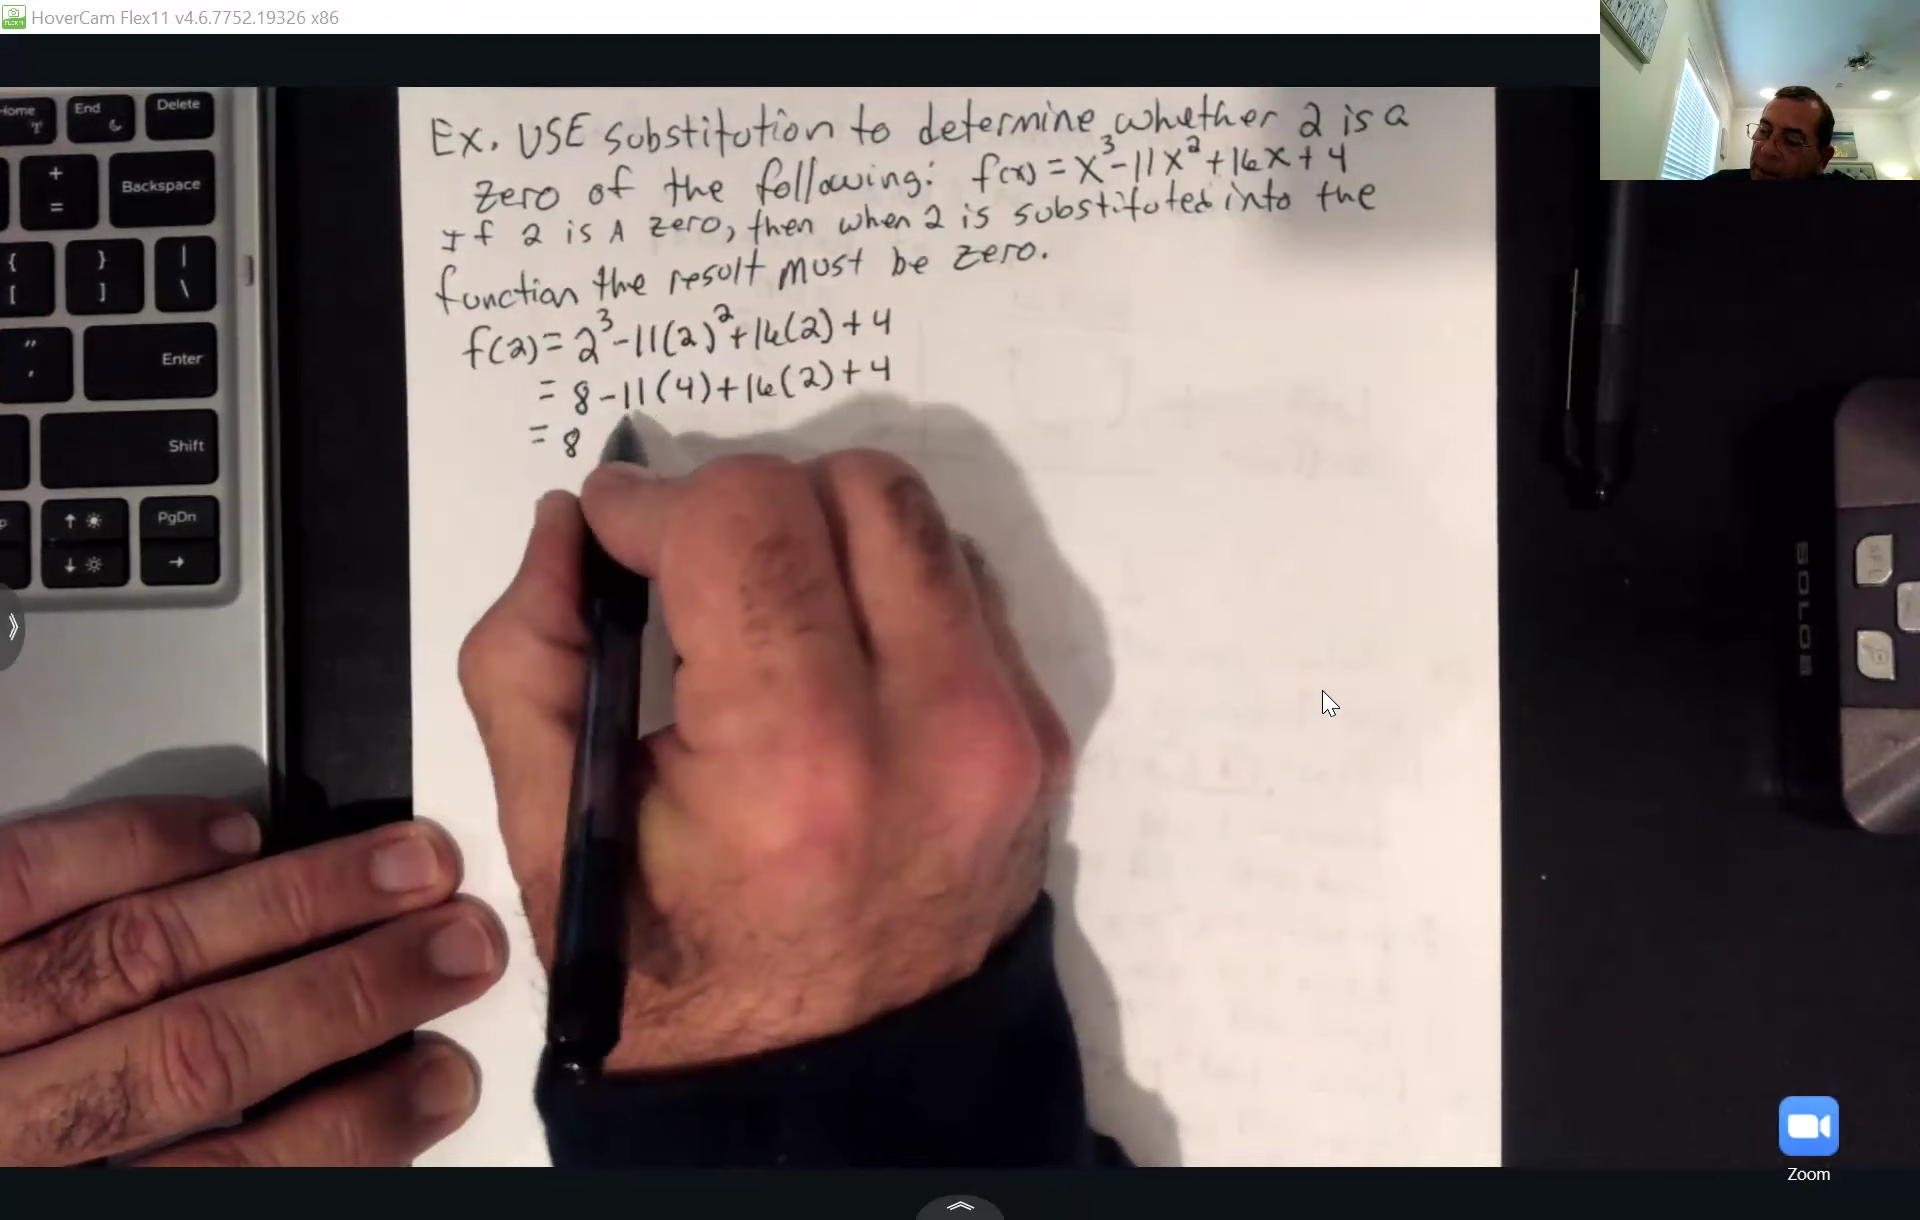 HoverCam Flex11 v4.6.7752.19326 x86
Home End Delete
+ = Backspace
{ [ } ] | \
" ' Enter
Shift
PgDn
Ex. USE substitution to determine whether 2 is a
zero of the following: f(x) = x³ - 11x² + 16x + 4
If 2 is A zero, then when 2 is substituted into the
function the result must be zero.
f(2) = 2³ - 11(2)² + 16(2) + 4
= 8 - 11(4) + 16(2) + 4
= 8
SOLO8
Zoom